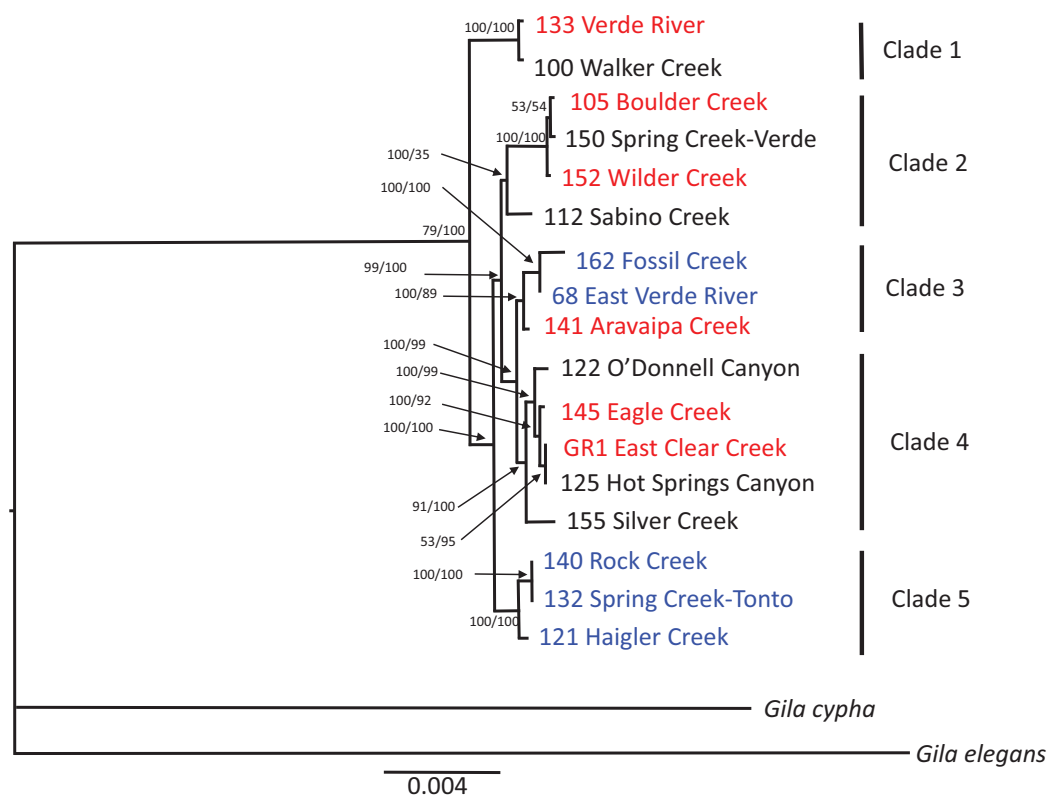 100/100
133 Verde River
100 Walker Creek
Clade 1
53/54
105 Boulder Creek
100/100
150 Spring Creek-Verde
152 Wilder Creek
100/35
112 Sabino Creek
Clade 2
100/100
79/100
162 Fossil Creek
99/100
68 East Verde River
100/89
141 Aravaipa Creek
Clade 3
100/99
122 O’Donnell Canyon
100/99
145 Eagle Creek
100/92
GR1 East Clear Creek
100/100
125 Hot Springs Canyon
91/100
155 Silver Creek
53/95
Clade 4
140 Rock Creek
100/100
132 Spring Creek-Tonto
100/100
121 Haigler Creek
Clade 5
Gila cypha
Gila elegans
0.004